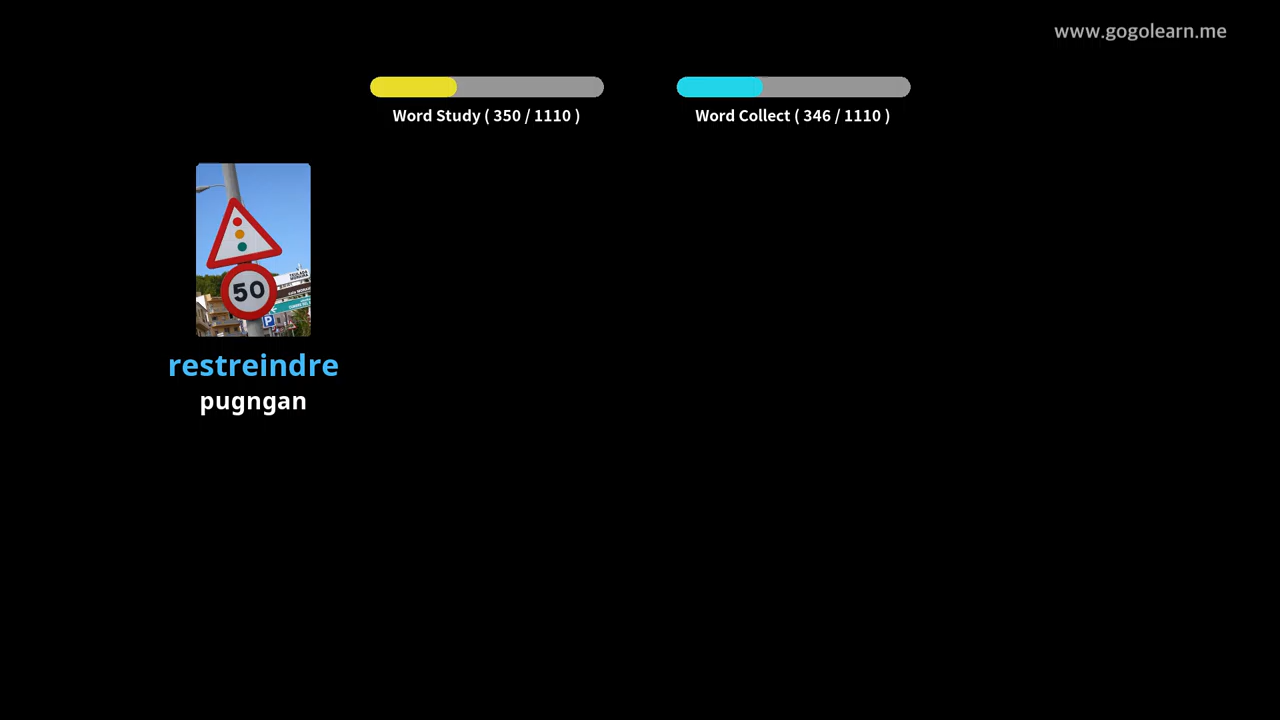 www.gogolearn.me
Word Study ( 350 / 1110 )
Word Collect ( 346 / 1110 )
50
P
restreindre
pugngan